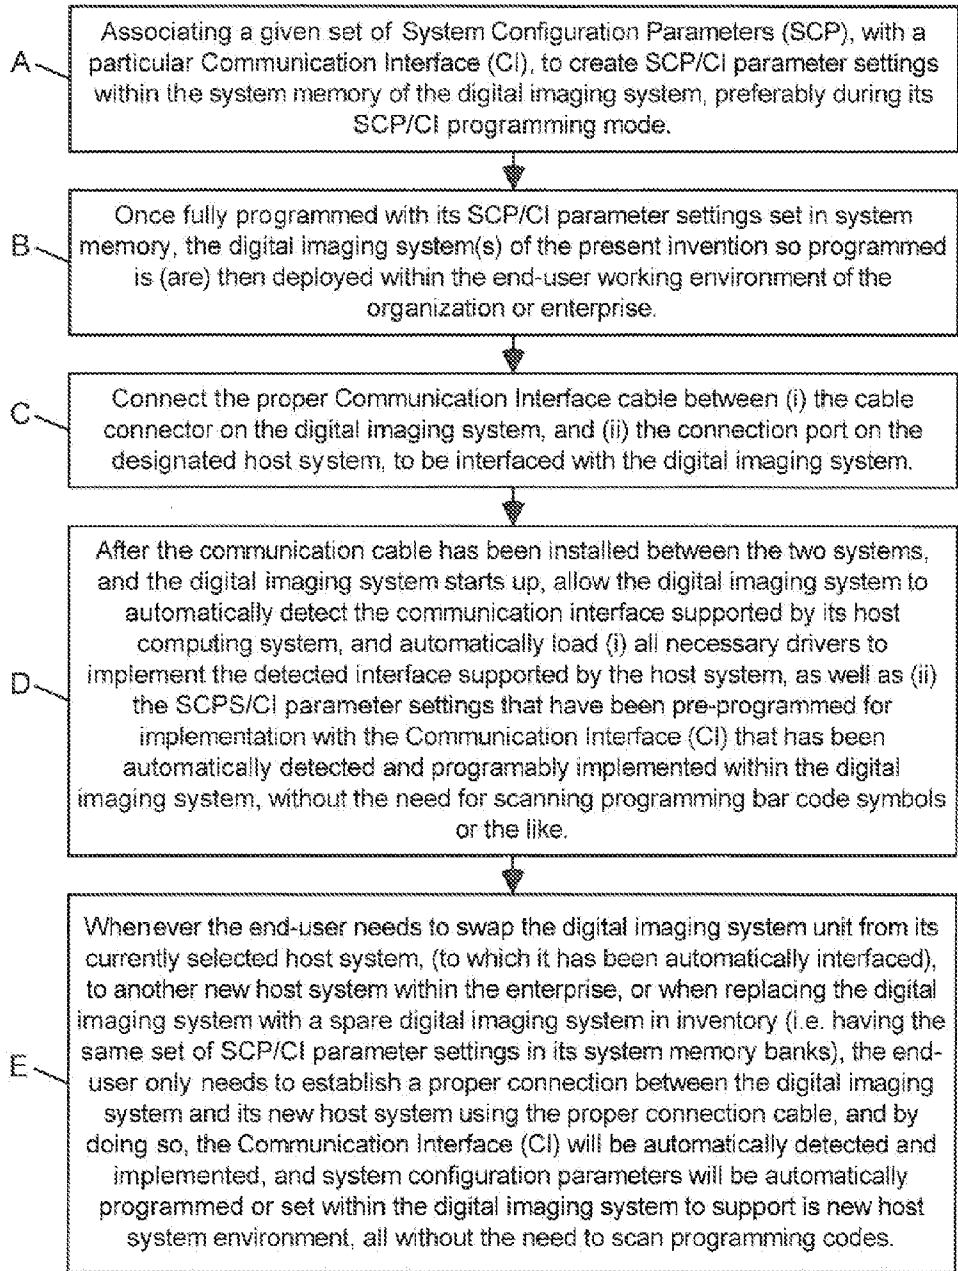 Associating a given set of System Configuration Parameters (SCP), with a
A
particular Communication Interface (CI), to create SCP/CI parameter settings
within the system memory of the digital imaging system, preferably during its
SCP/CI programming mode.
Once fully programmed with its SCP/CI parameter settings set in system
B
memory, the digital imaging system(s) of the present invention so programmed
is (are) then deployed within the end-user working environment of the
organization or enterprise.
C
Connect the proper Communication Interface cable between (i) the cable
connector on the digital imaging system, and (ii) the connection port on the
designated host system, to be interfaced with the digital imaging system.
After the communication cable has been installed between the two systems,
and the digital imaging system starts up, allow the digital imaging system to
automatically detect the communication interface supported by its host
computing system, and automatically load (i) all necessary drivers to
implement the detected interface supported by the host system, as well as (ii)
D
the SCPS/CI parameter settings that have been pre-programmed for
implementation with the Communication Interface (CI) that has been
automatically detected and programably implemented within the digital
imaging system, without the need for scanning programming bar code symbols
or the like.
Whenever the end-user needs to swap the digital imaging system unit from its
currently selected host system, (to which it has been automatically interfaced),
to another new host system within the enterprise, or when replacing the digital
imaging system with a spare digital imaging system in inventory (i.e. having the
same set of SCP/CI parameter settings in its system memory banks), the end-
E
user only needs to establish a proper connection between the digital imaging
system and its new host system using the proper connection cable, and by
doing so, the Communication Interface (CI) will be automatically detected and
implemented, and system configuration parameters will be automatically
programmed or set within the digital imaging system to support is new host
system environment, all without the need to scan programming codes.